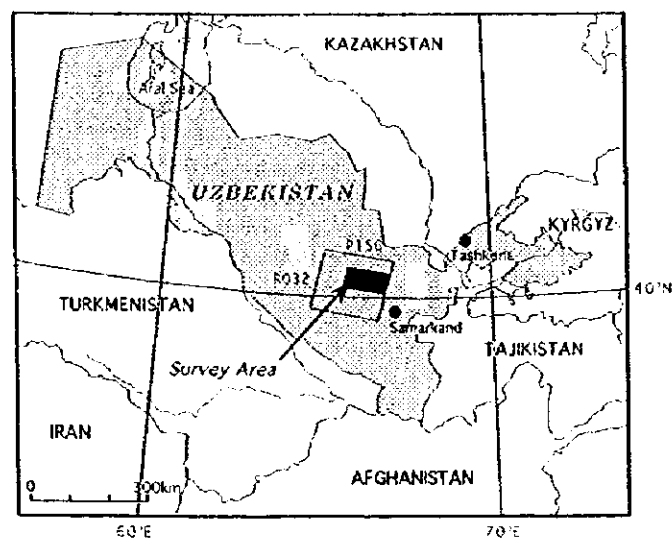 KAZAKHSTAN
Aral Sea
UZBEKISTAN
KYRGYZ
P150
Tashkent
R032
40°N
TURKMENISTAN
Samarkand
TAJIKISTAN
Survey Area
IRAN
AFGHANISTAN
0 300km
60°E 70°E